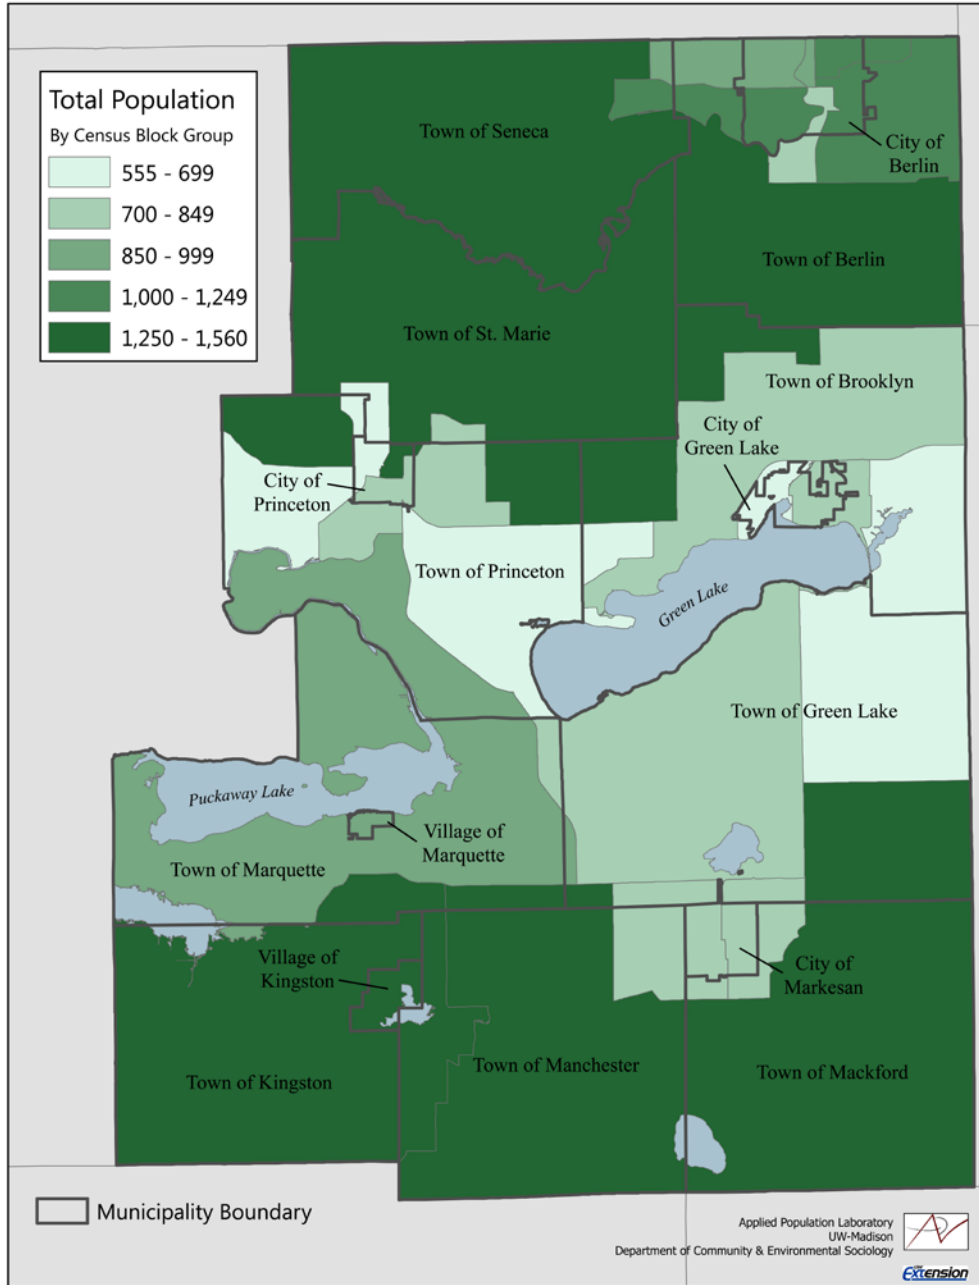 Total Population
By Census Block Group
555 - 699
700 - 849
850 - 999
1,000 - 1,249
1,250 - 1,560
Town of Seneca
City of
Berlin
Town of Berlin
Town of St. Marie
Town of Brooklyn
City of
Green Lake
City of
Princeton
Town of Princeton
Green Lake
Town of Green Lake
Puckaway Lake
Village of
Marquette
Town of Marquette
Village of
Kingston
City of
Markesan
Town of Kingston
Town of Manchester
Town of Mackford
Municipality Boundary
Applied Population Laboratory
UW-Madison
Department of Community & Environmental Sociology
Extension